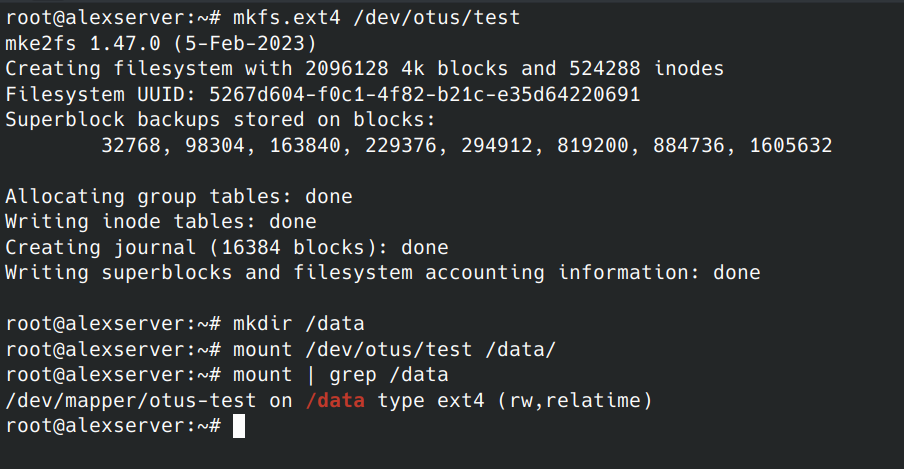 root@alexserver:~# mkfs.ext4 /dev/otus/test
mke2fs 1.47.0 (5-Feb-2023)
Creating filesystem with 2096128 4k blocks and 524288 inodes
Filesystem UUID: 5267d604-f0c1-4f82-b21c-e35d64220691
Superblock backups stored on blocks:
        32768, 98304, 163840, 229376, 294912, 819200, 884736, 1605632

Allocating group tables: done
Writing inode tables: done
Creating journal (16384 blocks): done
Writing superblocks and filesystem accounting information: done

root@alexserver:~# mkdir /data
root@alexserver:~# mount /dev/otus/test /data/
root@alexserver:~# mount | grep /data
/dev/mapper/otus-test on /data type ext4 (rw,relatime)
root@alexserver:~#